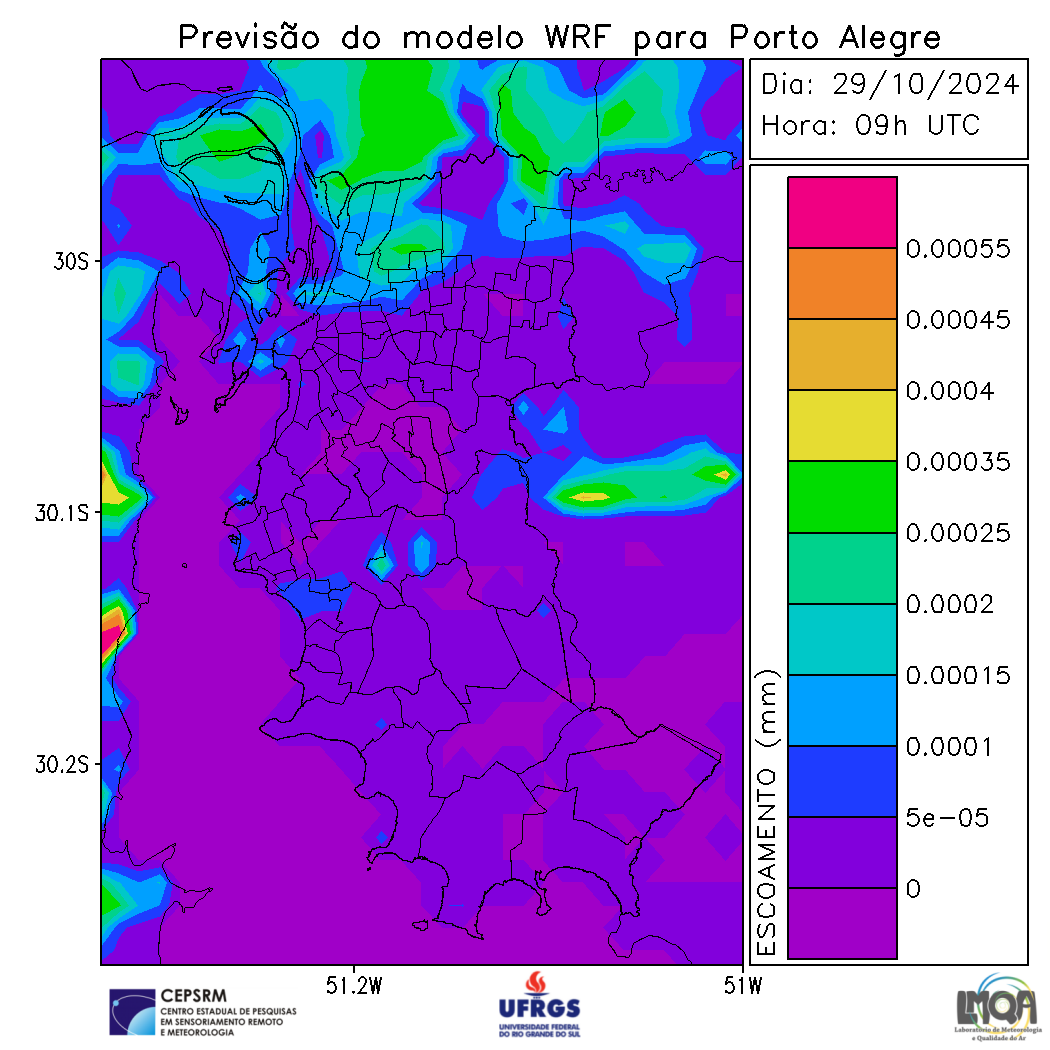 Previsão do modelo WRF para Porto Alegre
Dia: 29/10/2024
Hora: 09h UTC
30S
30.1S
30.2S
51.2W
51W
ESCOAMENTO (mm)
0.00055
0.00045
0.0004
0.00035
0.00025
0.0002
0.00015
0.0001
5e-05
0
CEPSRM
CENTRO ESTADUAL DE PESQUISAS
EM SENSORIAMENTO REMOTO
E METEOROLOGIA
UFRGS
UNIVERSIDADE FEDERAL
DO RIO GRANDE DO SUL
LMQA
Laboratório de Meteorologia
e Qualidade do Ar